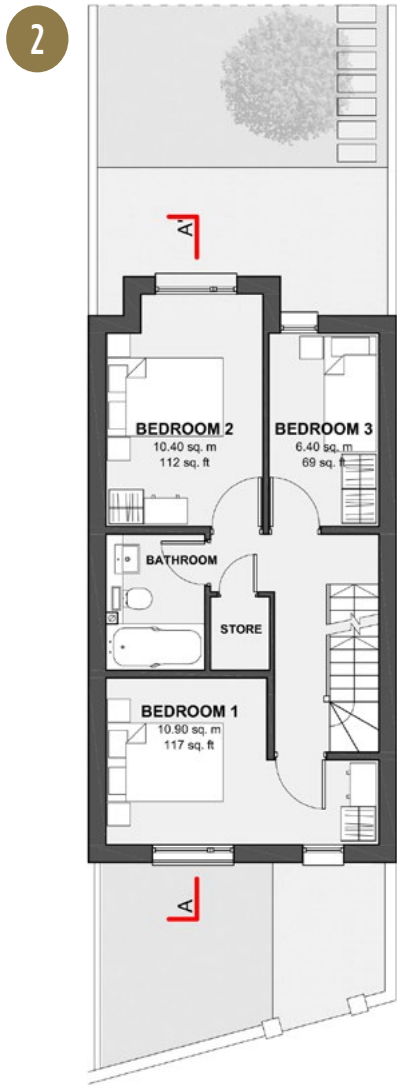 2
A'
BEDROOM 2
10.40 sq. m
112 sq. ft
BEDROOM 3
6.40 sq. m
69 sq. ft
BATHROOM
STORE
BEDROOM 1
10.90 sq. m
117 sq. ft
A